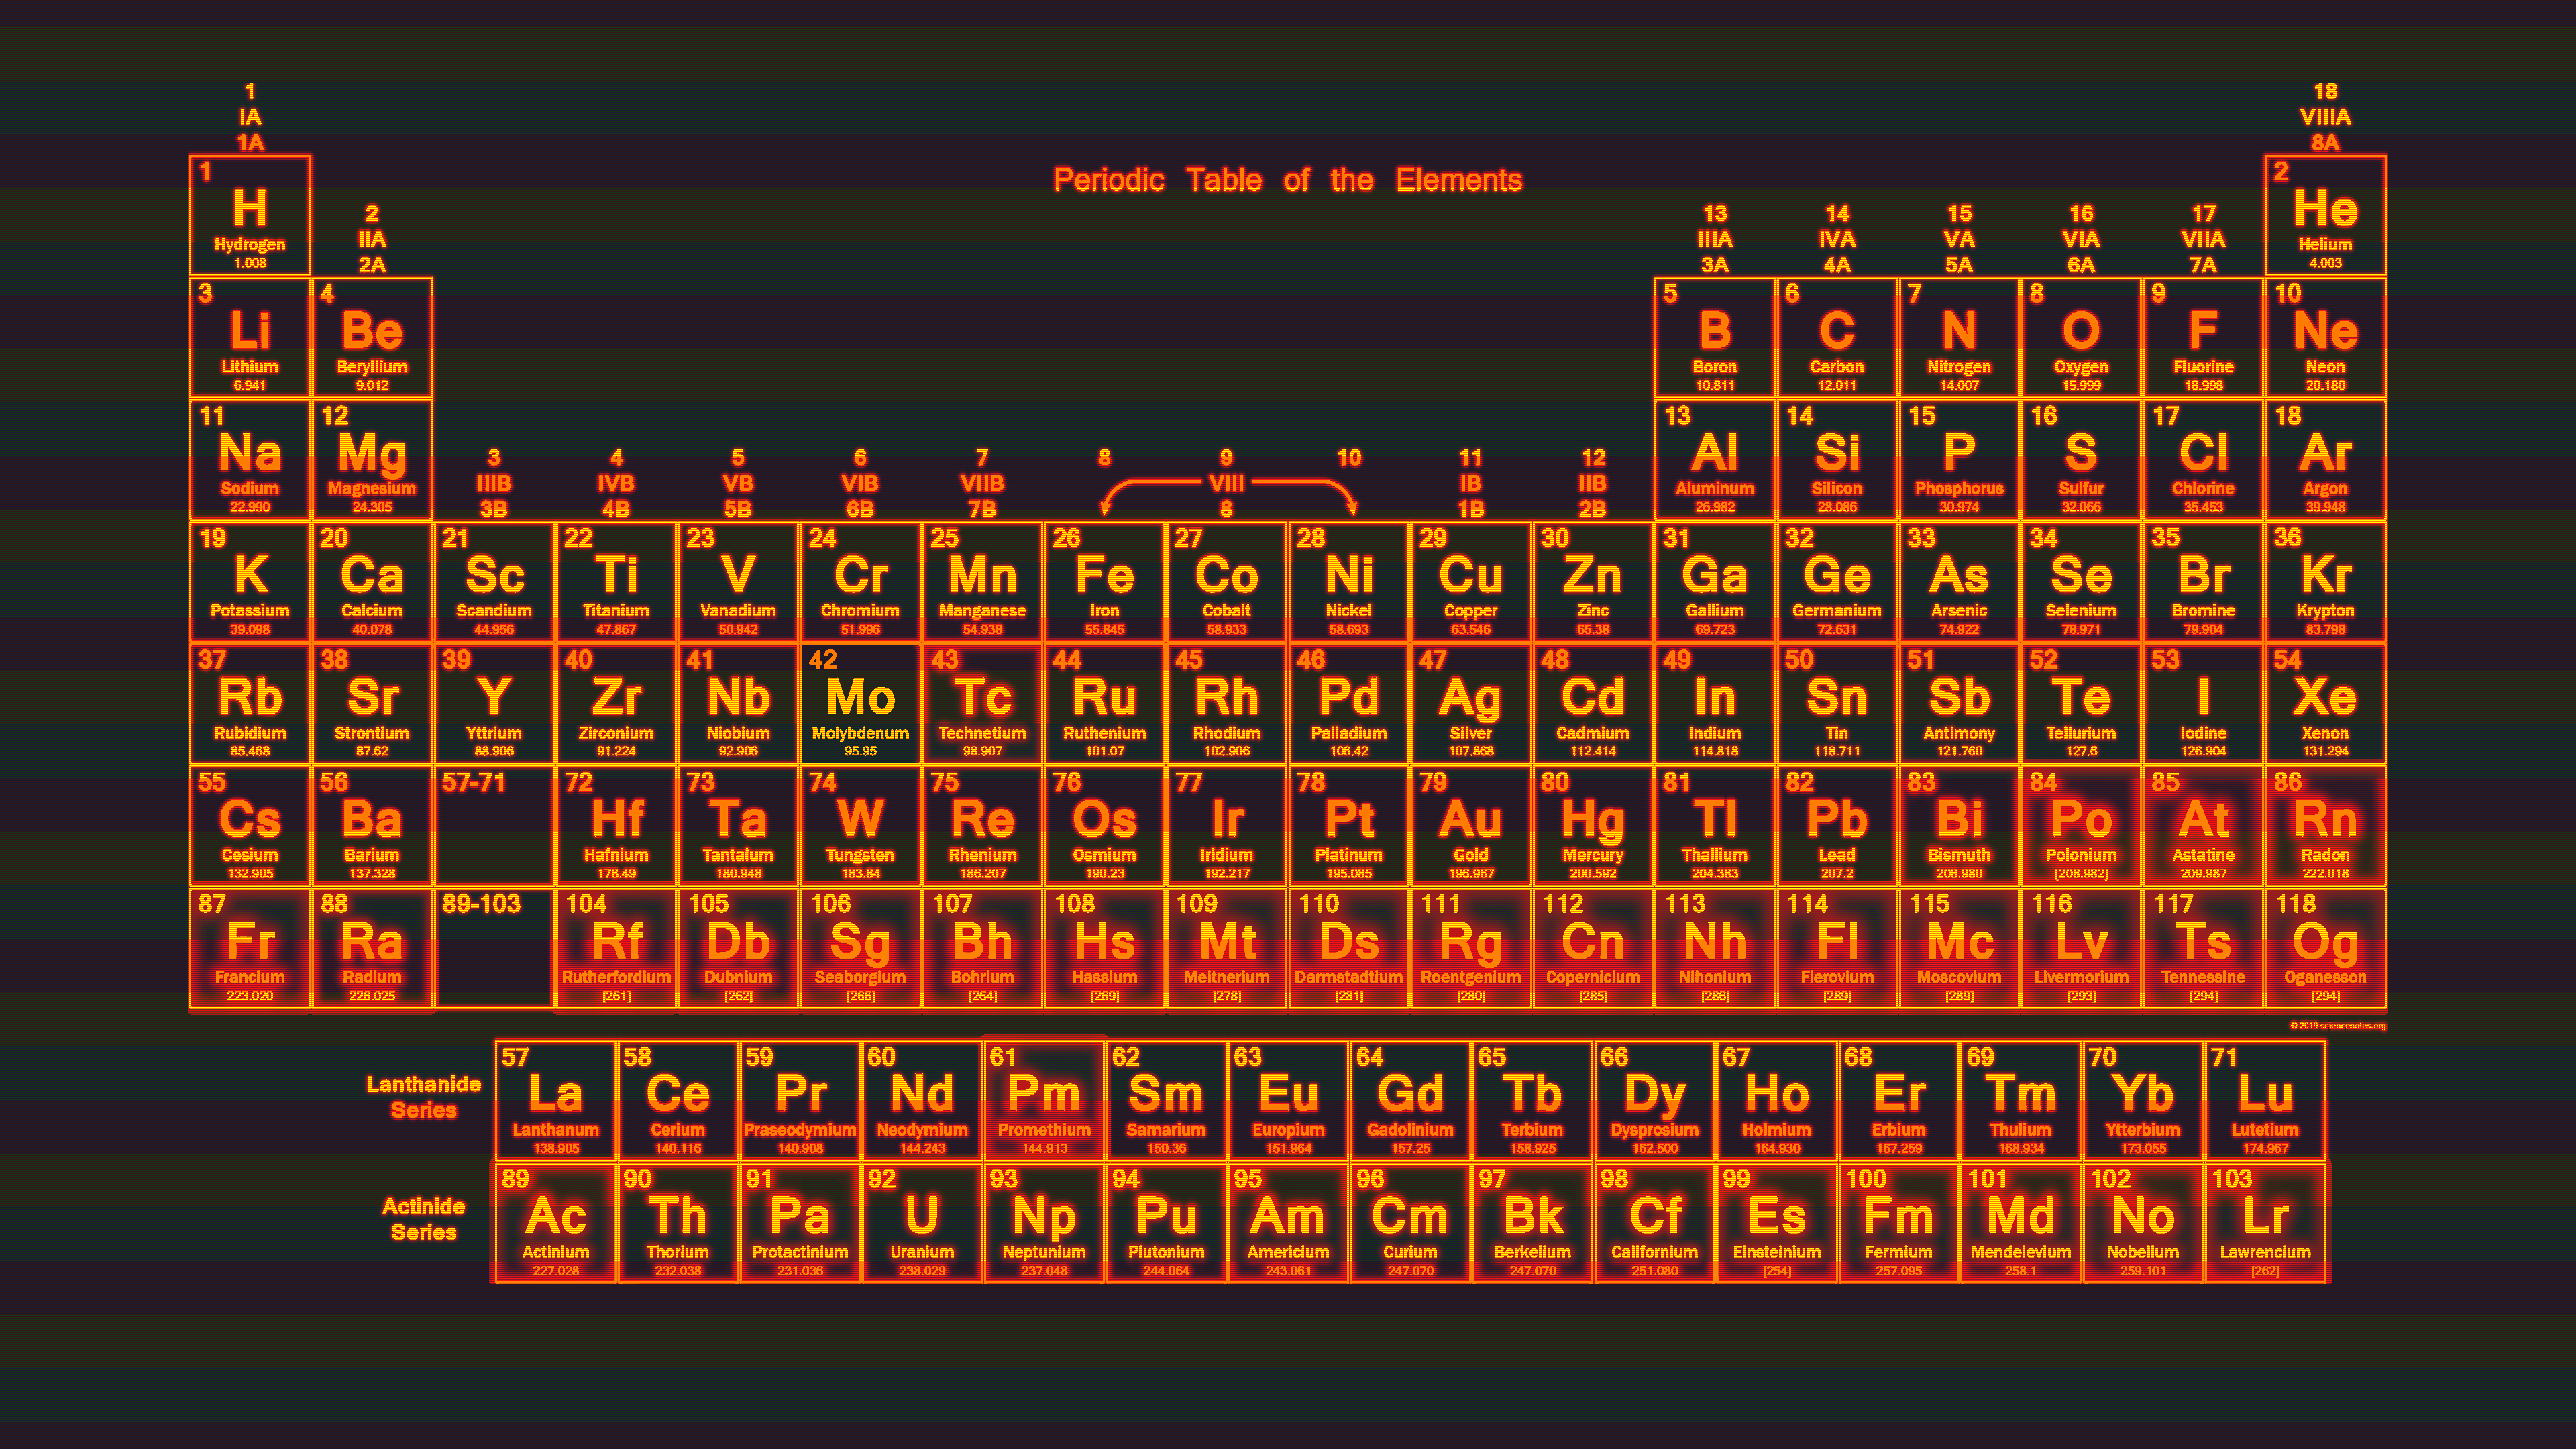 1
IA
1A
18
VIIIA
8A
Periodic Table of the Elements
1
H
Hydrogen
1.008
2
He
Helium
4.003
2
IIA
2A
13
IIIA
3A
14
IVA
4A
15
VA
5A
16
VIA
6A
17
VIIA
7A
3
Li
Lithium
6.941
4
Be
Beryllium
9.012
5
B
Boron
10.811
6
C
Carbon
12.011
7
N
Nitrogen
14.007
8
O
Oxygen
15.999
9
F
Fluorine
18.998
10
Ne
Neon
20.180
11
Na
Sodium
22.990
12
Mg
Magnesium
24.305
3
IIIB
3B
4
IVB
4B
5
VB
5B
6
VIB
6B
7
VIIB
7B
8
9
10
VIII
8
11
IB
1B
12
IIB
2B
13
Al
Aluminum
26.982
14
Si
Silicon
28.086
15
P
Phosphorus
30.974
16
S
Sulfur
32.066
17
Cl
Chlorine
35.453
18
Ar
Argon
39.948
19
K
Potassium
39.098
20
Ca
Calcium
40.078
21
Sc
Scandium
44.956
22
Ti
Titanium
47.867
23
V
Vanadium
50.942
24
Cr
Chromium
51.996
25
Mn
Manganese
54.938
26
Fe
Iron
55.845
27
Co
Cobalt
58.933
28
Ni
Nickel
58.693
29
Cu
Copper
63.546
30
Zn
Zinc
65.38
31
Ga
Gallium
69.723
32
Ge
Germanium
72.631
33
As
Arsenic
74.922
34
Se
Selenium
78.971
35
Br
Bromine
79.904
36
Kr
Krypton
83.798
37
Rb
Rubidium
85.468
38
Sr
Strontium
87.62
39
Y
Yttrium
88.906
40
Zr
Zirconium
91.224
41
Nb
Niobium
92.906
42
Mo
Molybdenum
95.95
43
Tc
Technetium
98.907
44
Ru
Ruthenium
101.07
45
Rh
Rhodium
102.906
46
Pd
Palladium
106.42
47
Ag
Silver
107.868
48
Cd
Cadmium
112.414
49
In
Indium
114.818
50
Sn
Tin
118.711
51
Sb
Antimony
121.760
52
Te
Tellurium
127.6
53
I
Iodine
126.904
54
Xe
Xenon
131.294
55
Cs
Cesium
132.905
56
Ba
Barium
137.328
57-71
72
Hf
Hafnium
178.49
73
Ta
Tantalum
180.948
74
W
Tungsten
183.84
75
Re
Rhenium
186.207
76
Os
Osmium
190.23
77
Ir
Iridium
192.217
78
Pt
Platinum
195.085
79
Au
Gold
196.967
80
Hg
Mercury
200.592
81
Tl
Thallium
204.383
82
Pb
Lead
207.2
83
Bi
Bismuth
208.980
84
Po
Polonium
[208.982]
85
At
Astatine
209.987
86
Rn
Radon
222.018
87
Fr
Francium
223.020
88
Ra
Radium
226.025
89-103
104
Rf
Rutherfordium
[261]
105
Db
Dubnium
[262]
106
Sg
Seaborgium
[266]
107
Bh
Bohrium
[264]
108
Hs
Hassium
[269]
109
Mt
Meitnerium
[278]
110
Ds
Darmstadtium
[281]
111
Rg
Roentgenium
[280]
112
Cn
Copernicium
[285]
113
Nh
Nihonium
[286]
114
Fl
Flerovium
[289]
115
Mc
Moscovium
[289]
116
Lv
Livermorium
[293]
117
Ts
Tennessine
[294]
118
Og
Oganesson
[294]
© 2019 sciencenotes.org
Lanthanide
Series
57
La
Lanthanum
138.905
58
Ce
Cerium
140.116
59
Pr
Praseodymium
140.908
60
Nd
Neodymium
144.243
61
Pm
Promethium
144.913
62
Sm
Samarium
150.36
63
Eu
Europium
151.964
64
Gd
Gadolinium
157.25
65
Tb
Terbium
158.925
66
Dy
Dysprosium
162.500
67
Ho
Holmium
164.930
68
Er
Erbium
167.259
69
Tm
Thulium
168.934
70
Yb
Ytterbium
173.055
71
Lu
Lutetium
174.967
Actinide
Series
89
Ac
Actinium
227.028
90
Th
Thorium
232.038
91
Pa
Protactinium
231.036
92
U
Uranium
238.029
93
Np
Neptunium
237.048
94
Pu
Plutonium
244.064
95
Am
Americium
243.061
96
Cm
Curium
247.070
97
Bk
Berkelium
247.070
98
Cf
Californium
251.080
99
Es
Einsteinium
[254]
100
Fm
Fermium
257.095
101
Md
Mendelevium
258.1
102
No
Nobelium
259.101
103
Lr
Lawrencium
[262]